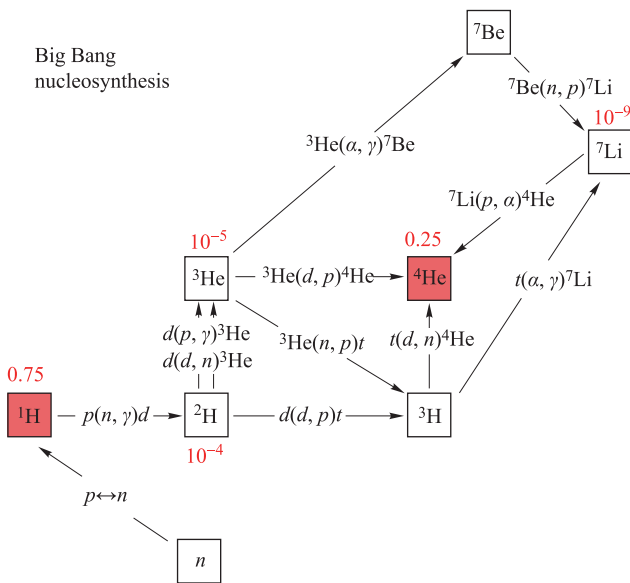 Big Bang
nucleosynthesis
⁷Be
⁷Be(n, p)⁷Li
10⁻⁹
⁷Li
³He(α, γ)⁷Be
⁷Li(p, α)⁴He
10⁻⁵
0.25
³He
³He(d, p)⁴He
⁴He
t(α, γ)⁷Li
d(p, γ)³He
d(d, n)³He
³He(n, p)t
t(d, n)⁴He
0.75
¹H
p(n, γ)d
²H
d(d, p)t
³H
10⁻⁴
p↔n
n